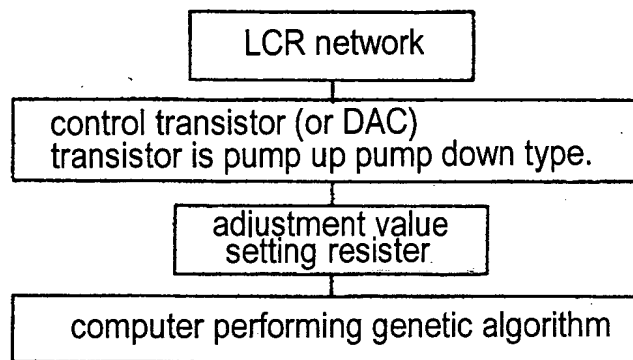 LCR network
control transistor (or DAC)
transistor is pump up pump down type.
adjustment value
setting resister
computer performing genetic algorithm